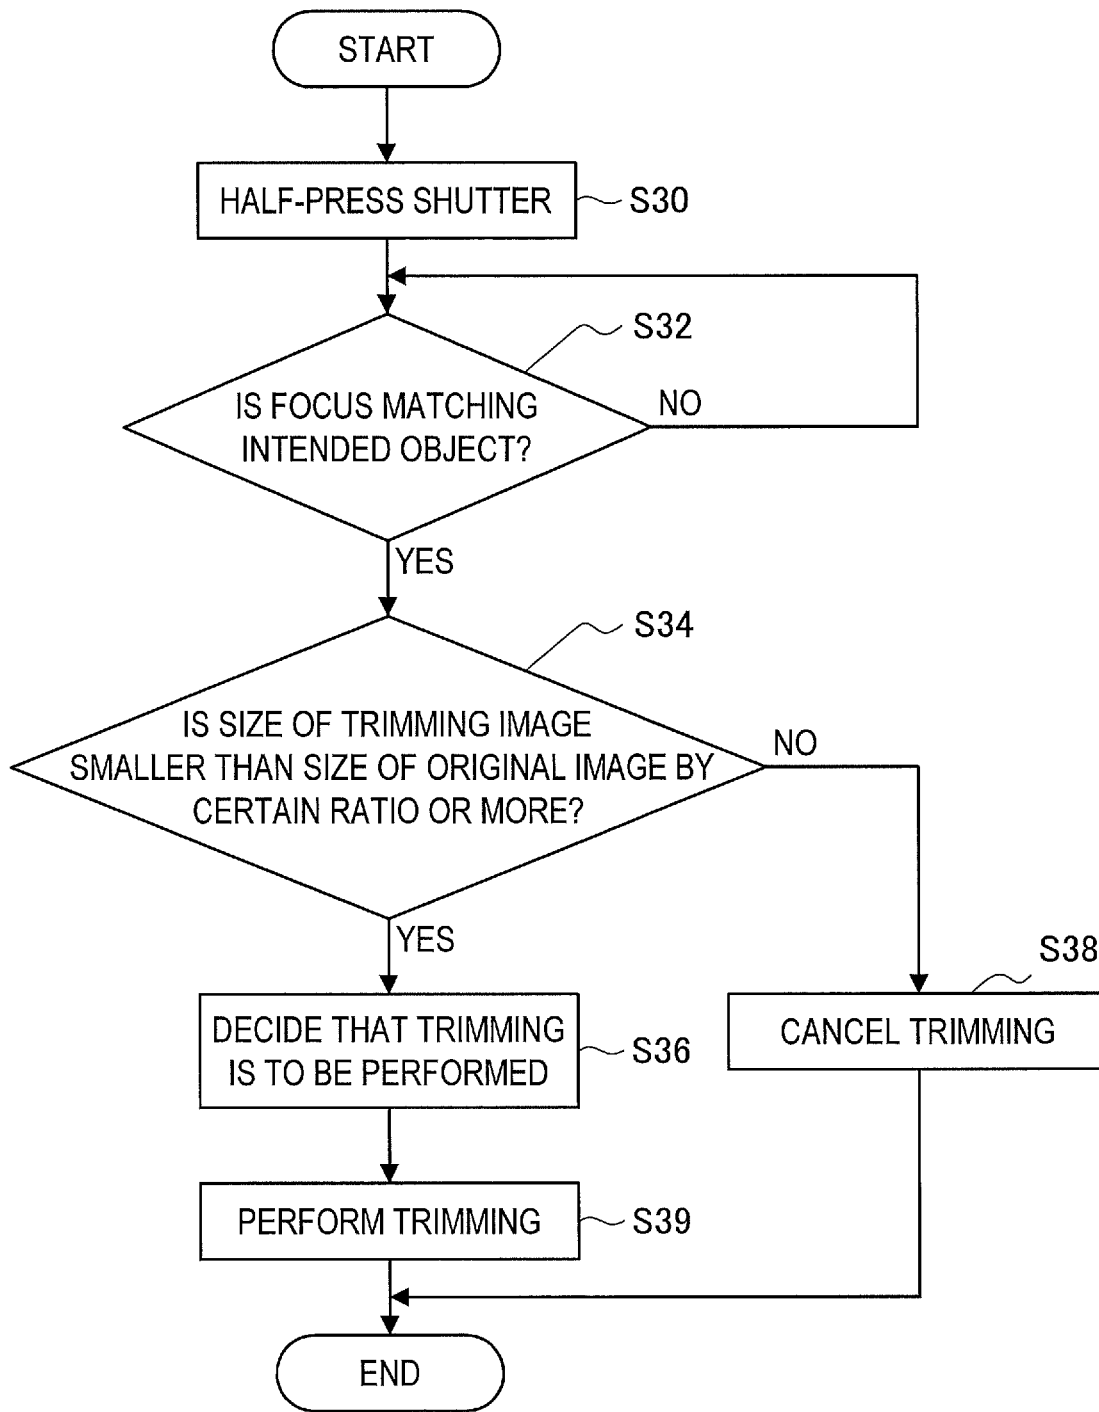 START
HALF-PRESS SHUTTER
S30
S32
IS FOCUS MATCHING
INTENDED OBJECT?
NO
YES
S34
IS SIZE OF TRIMMING IMAGE
SMALLER THAN SIZE OF ORIGINAL IMAGE BY
CERTAIN RATIO OR MORE?
NO
YES
S38
DECIDE THAT TRIMMING
IS TO BE PERFORMED
S36
CANCEL TRIMMING
PERFORM TRIMMING
S39
END